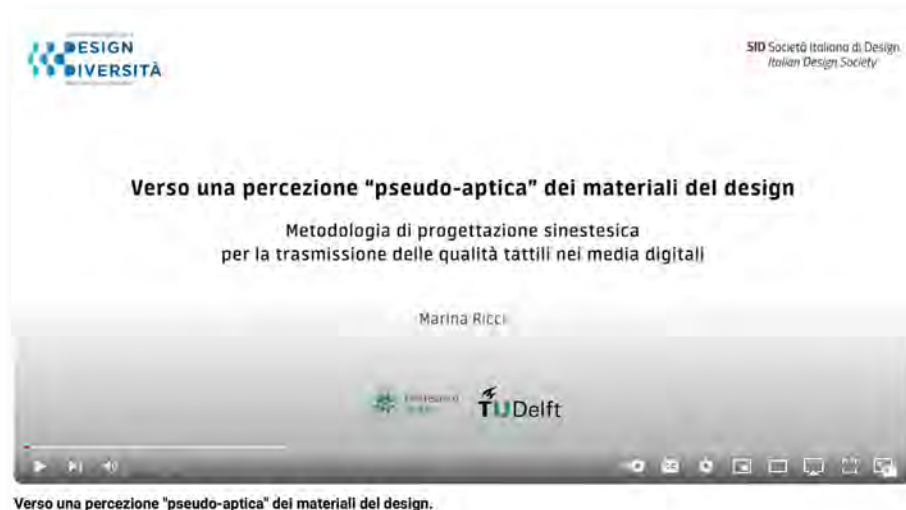 DESIGN
DIVERSITÀ
SID Società Italiana di Design
Italian Design Society
Verso una percezione “pseudo-aptica” dei materiali del design
Metodologia di progettazione sinestesica
per la trasmissione delle qualità tattili nei media digitali
Marina Ricci
TUDelft
Verso una percezione "pseudo-aptica" dei materiali del design.